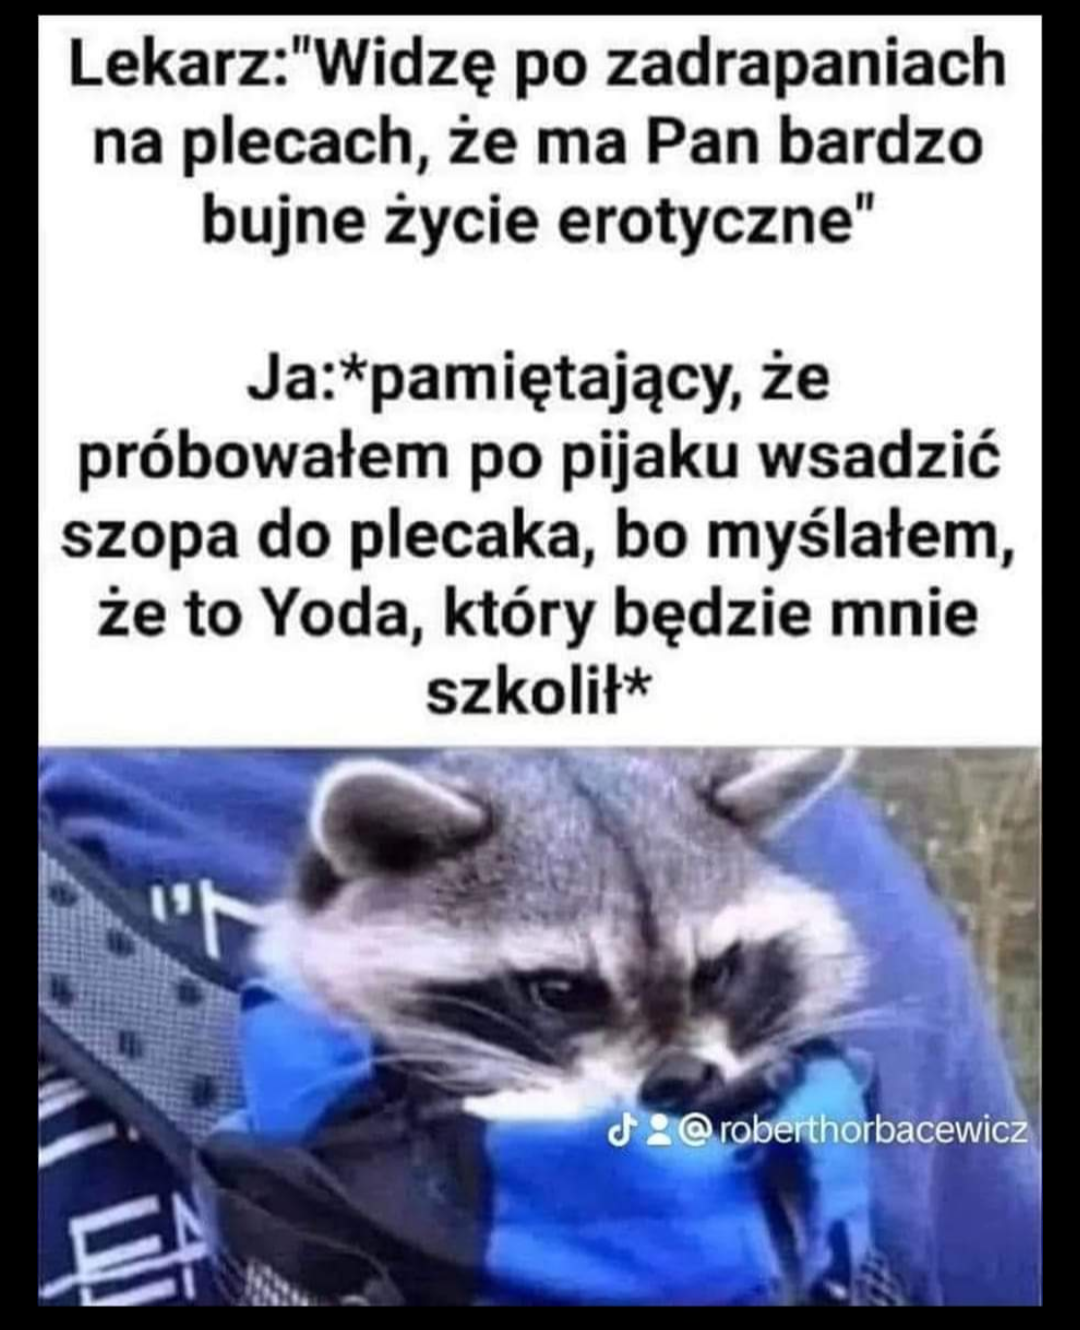 Lekarz:"Widzę po zadrapaniach
na plecach, że ma Pan bardzo
bujne życie erotyczne"
Ja:*pamiętający, że
próbowałem po pijaku wsadzić
szopa do plecaka, bo myślałem,
że to Yoda, który będzie mnie
szkolił*
@roberthorbacewicz